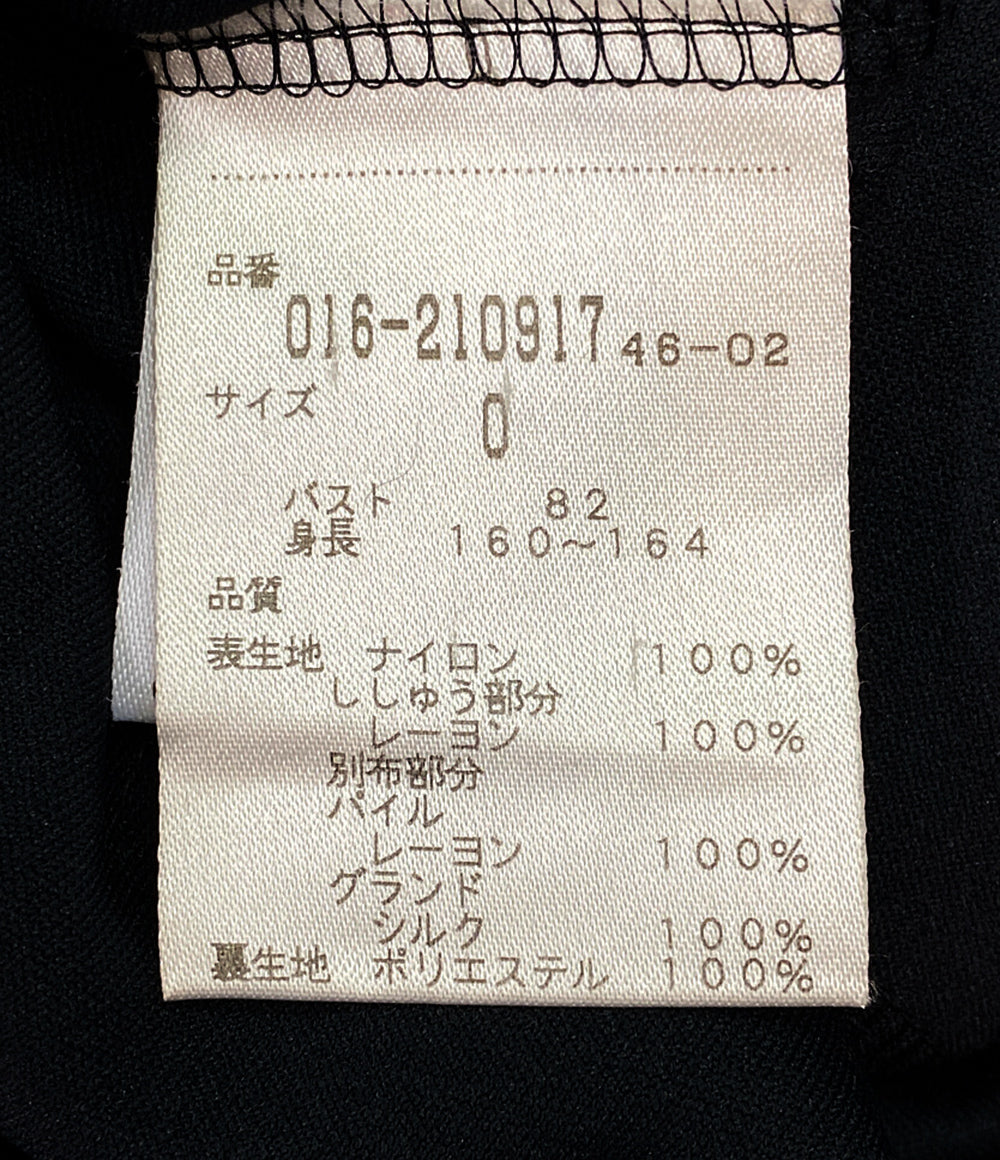 品番
016-210917 46-02
サイズ
0
バスト 82
身長 160~164
品質
表生地 ナイロン 100%
ししゅう部分
レーヨン 100%
別布部分
パイル
レーヨン 100%
グランド
シルク 100%
裏生地 ポリエステル 100%